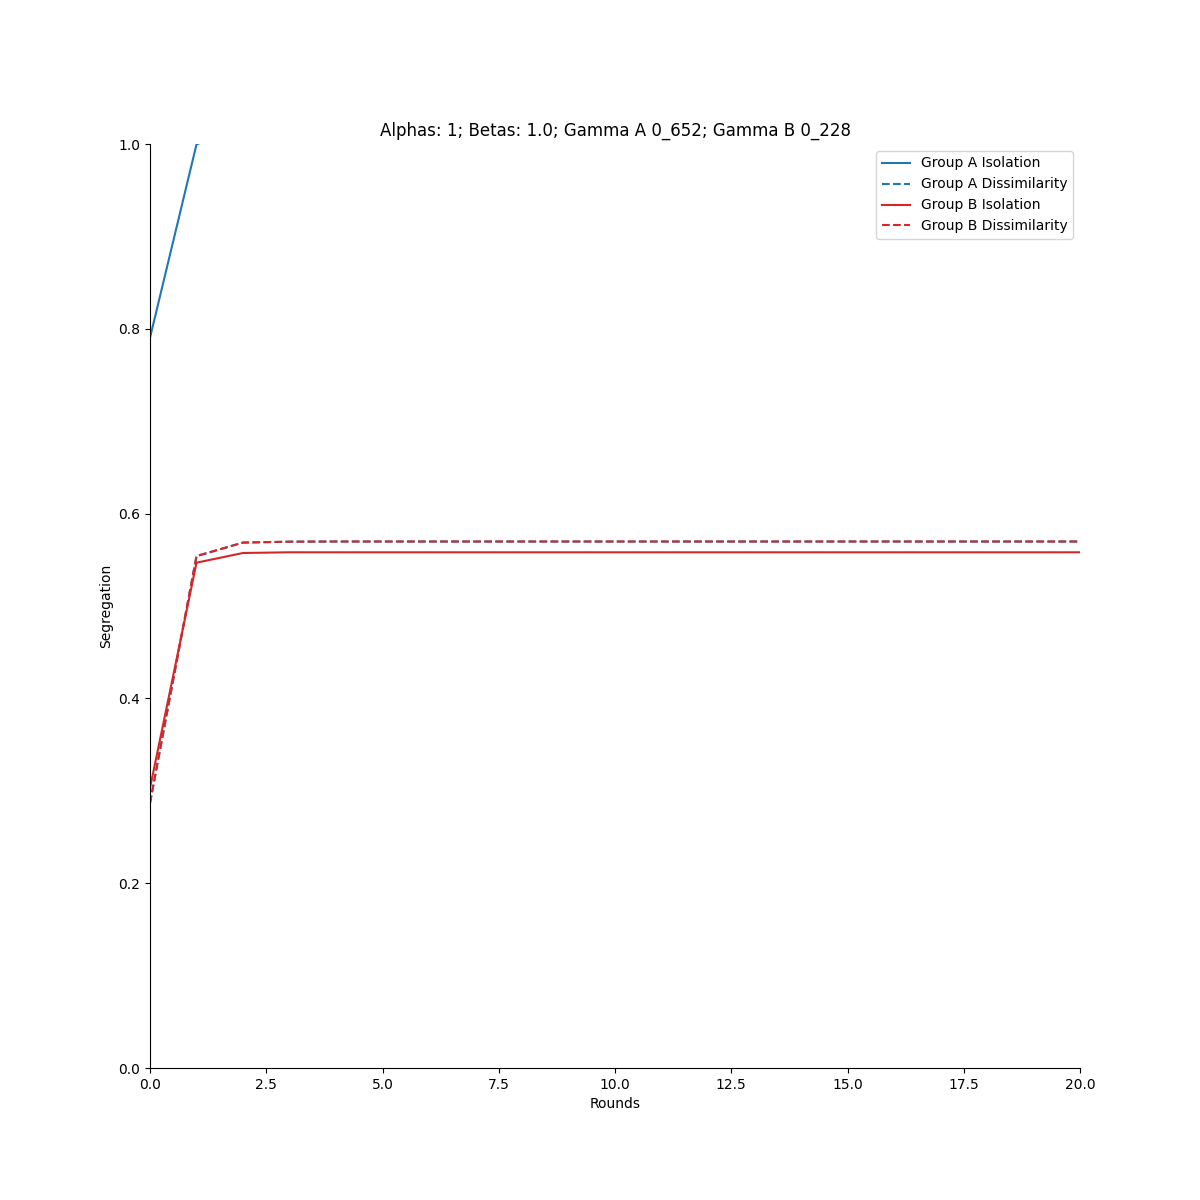 Alphas: 1; Betas: 1.0; Gamma A 0_652; Gamma B 0_228
Group A Isolation
Group A Dissimilarity
Group B Isolation
Group B Dissimilarity
1.0
0.8
0.6
0.4
0.2
0.0
Segregation
0.0 2.5 5.0 7.5 10.0 12.5 15.0 17.5 20.0
Rounds